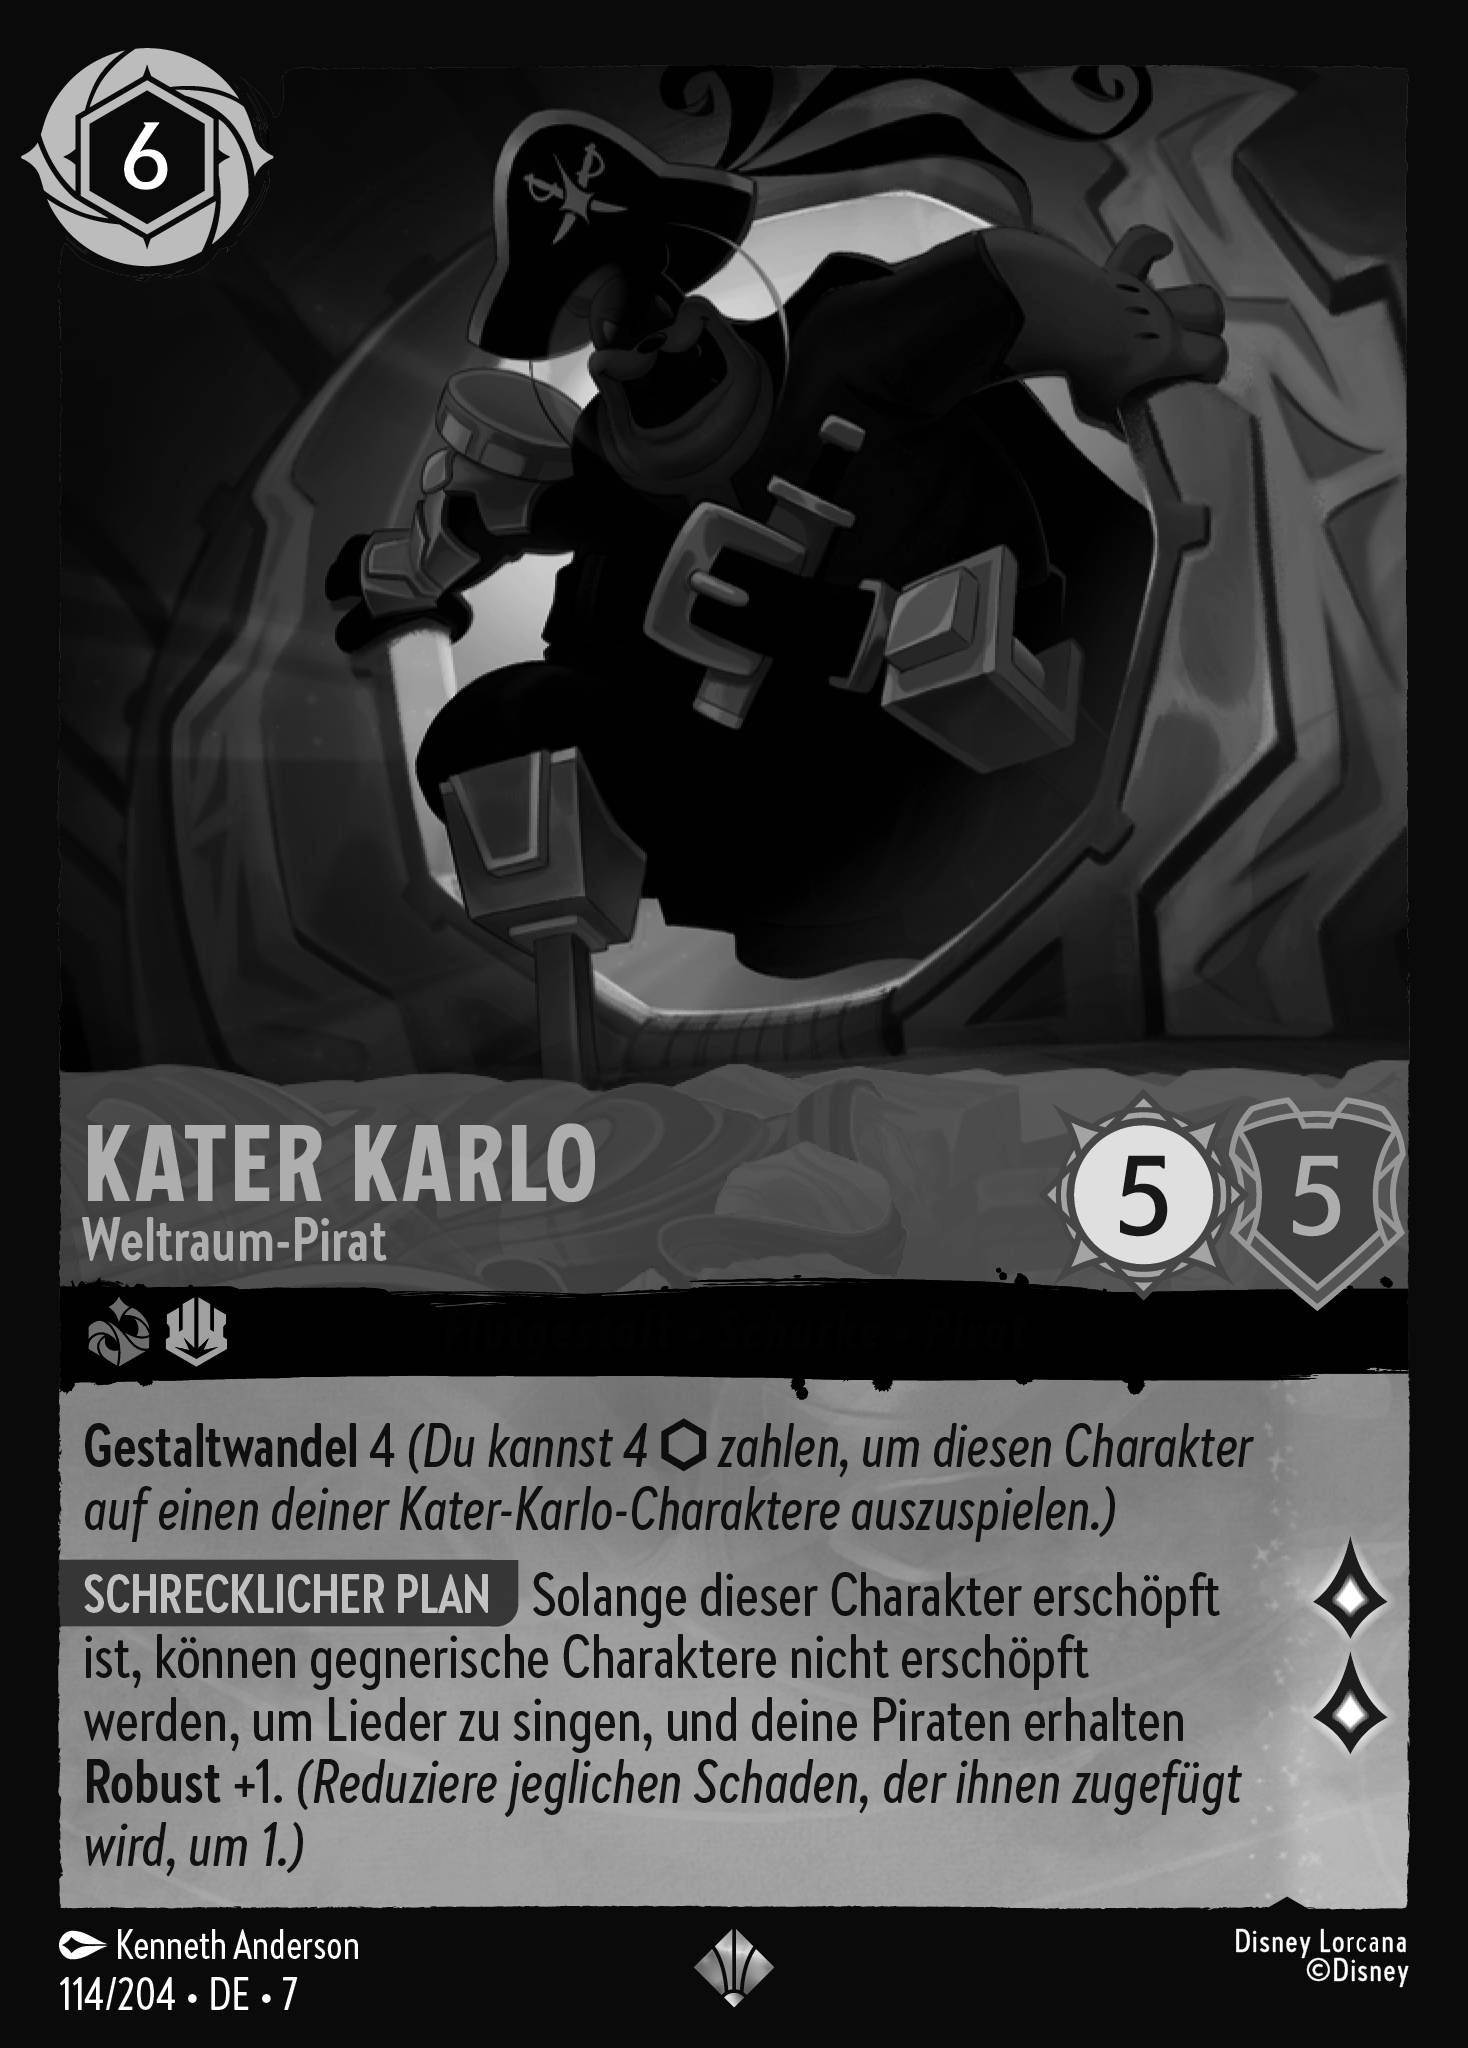 6
KATER KARLO
Weltraum-Pirat
5 5
Gestaltwandel 4 (Du kannst 4 ⬡ zahlen, um diesen Charakter
auf einen deiner Kater-Karlo-Charaktere auszuspielen.)
SCHRECKLICHER PLAN Solange dieser Charakter erschöpft
ist, können gegnerische Charaktere nicht erschöpft
werden, um Lieder zu singen, und deine Piraten erhalten
Robust +1. (Reduziere jeglichen Schaden, der ihnen zugefügt
wird, um 1.)
Kenneth Anderson
114/204 • DE • 7
Disney Lorcana
©Disney